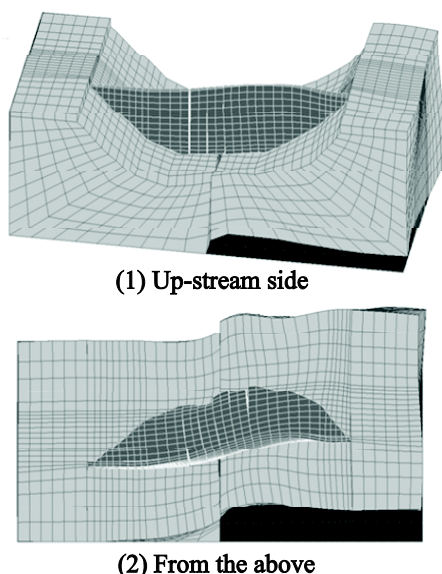 (1) Up-stream side
(2) From the above